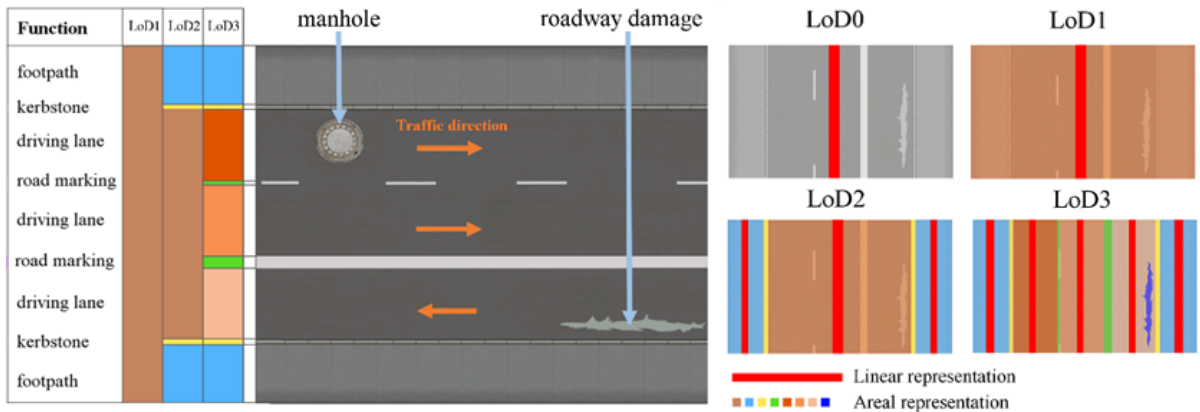 Function LoD1 LoD2 LoD3
footpath
kerbstone
driving lane
road marking
driving lane
road marking
driving lane
kerbstone
footpath
manhole
roadway damage
Traffic direction
LoD0
LoD1
LoD2
LoD3
Linear representation
Areal representation